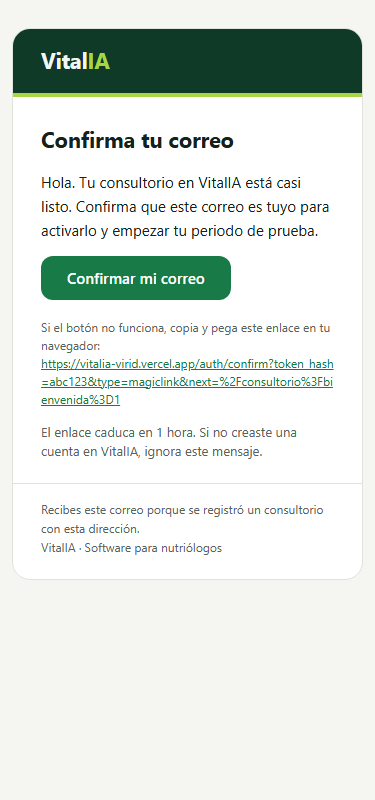 VitalIA
Confirma tu correo
Hola. Tu consultorio en VitalIA está casi
listo. Confirma que este correo es tuyo para
activarlo y empezar tu periodo de prueba.
Confirmar mi correo
Si el botón no funciona, copia y pega este enlace en tu
navegador:
https://vitalia-virid.vercel.app/auth/confirm?token_hash
=abc123&type=magiclink&next=%2Fconsultorio%3Fbi
envenida%3D1
El enlace caduca en 1 hora. Si no creaste una
cuenta en VitalIA, ignora este mensaje.
Recibes este correo porque se registró un consultorio
con esta dirección.
VitalIA · Software para nutriólogos